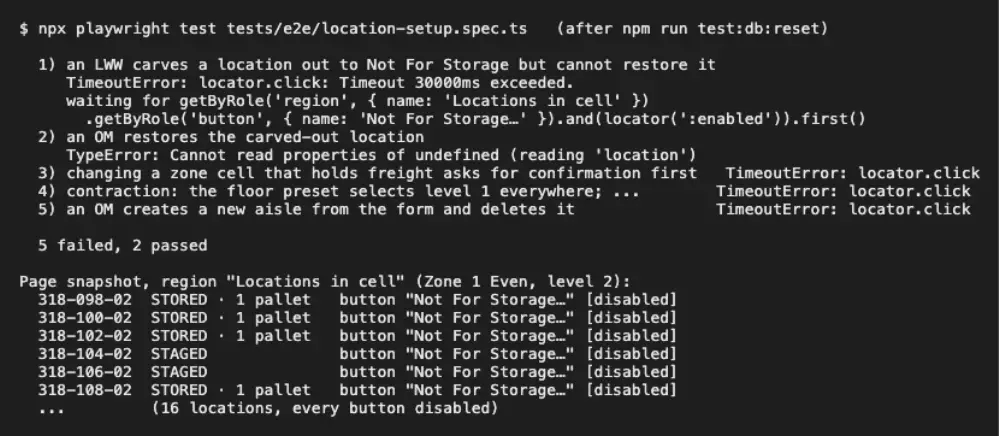 $ npx playwright test tests/e2e/location-setup.spec.ts   (after npm run test:db:reset)
1) an LWW carves a location out to Not For Storage but cannot restore it
TimeoutError: locator.click: Timeout 30000ms exceeded.
waiting for getByRole('region', { name: 'Locations in cell' })
.getByRole('button', { name: 'Not For Storage…' }).and(locator(':enabled')).first()
2) an OM restores the carved-out location
TypeError: Cannot read properties of undefined (reading 'location')
3) changing a zone cell that holds freight asks for confirmation first   TimeoutError: locator.click
4) contraction: the floor preset selects level 1 everywhere; ...   TimeoutError: locator.click
5) an OM creates a new aisle from the form and deletes it   TimeoutError: locator.click
5 failed, 2 passed
Page snapshot, region "Locations in cell" (Zone 1 Even, level 2):
318-098-02  STORED · 1 pallet   button "Not For Storage…" [disabled]
318-100-02  STORED · 1 pallet   button "Not For Storage…" [disabled]
318-102-02  STORED · 1 pallet   button "Not For Storage…" [disabled]
318-104-02  STAGED   button "Not For Storage…" [disabled]
318-106-02  STAGED   button "Not For Storage…" [disabled]
318-108-02  STORED · 1 pallet   button "Not For Storage…" [disabled]
...   (16 locations, every button disabled)